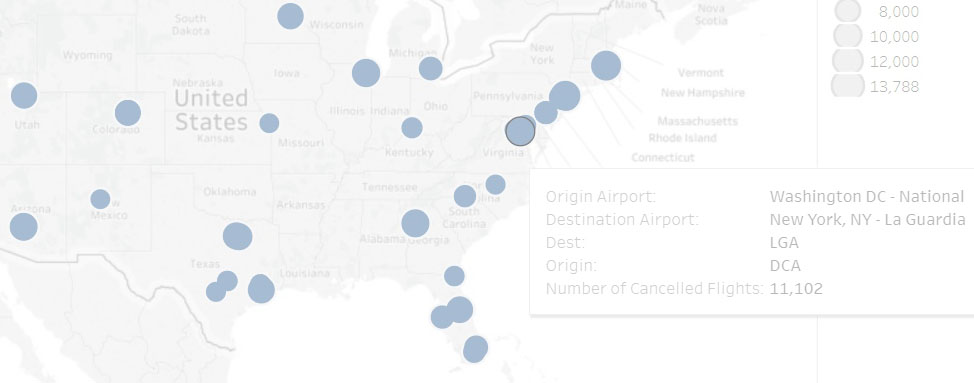 South
Dakota
Wisconsin
Nova
Scotia
8,000
10,000
12,000
13,788
Wyoming
Michigan
New
York
Iowa
Nebraska
Vermont
New Hampshire
United
States
Utah
Colorado
Illinois Indiana
Ohio
Pennsylvania
Massachusetts
Rhode Island
Connecticut
Kansas
Missouri
Kentucky
Virginia
Arizona
New
Mexico
Oklahoma
Tennessee
Arkansas
South
Carolina
Alabama
Georgia
Texas
Louisiana
Origin Airport: Washington DC - National
Destination Airport: New York, NY - La Guardia
Dest: LGA
Origin: DCA
Number of Cancelled Flights: 11,102